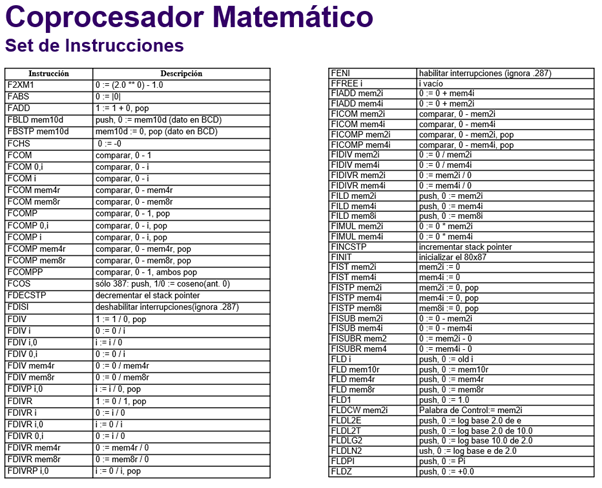 Coprocesador Matemático
Set de Instrucciones
Instrucción Descripción
F2XM1 0 := (2.0 ** 0) - 1.0
FABS 0 := |0|
FADD 1 := 1 + 0, pop
FBLD mem10d push, 0 := mem10d (dato en BCD)
FBSTP mem10d mem10d := 0, pop (dato en BCD)
FCHS 0 := -0
FCOM comparar, 0 - 1
FCOM 0,i comparar, 0 - i
FCOM i comparar, 0 - i
FCOM mem4r comparar, 0 - mem4r
FCOM mem8r comparar, 0 - mem8r
FCOMP comparar, 0 - 1, pop
FCOMP 0,i comparar, 0 - i, pop
FCOMP i comparar, 0 - i, pop
FCOMP mem4r comparar, 0 - mem4r, pop
FCOMP mem8r comparar, 0 - mem8r, pop
FCOMPP comparar, 0 - 1, ambos pop
FCOS sólo 387: push, 1/0 := coseno(ant. 0)
FDECSTP decrementar el stack pointer
FDISI deshabilitar interrupciones(ignora .287)
FDIV 1 := 1 / 0, pop
FDIV i 0 := 0 / i
FDIV i,0 i := i / 0
FDIV 0,i 0 := 0 / i
FDIV mem4r 0 := 0 / mem4r
FDIV mem8r 0 := 0 / mem8r
FDIVP i,0 i := i / 0, pop
FDIVR 1 := 0 / 1, pop
FDIVR i 0 := i / 0
FDIVR i,0 i := 0 / i
FDIVR 0,i 0 := i / 0
FDIVR mem4r 0 := mem4r / 0
FDIVR mem8r 0 := mem8r / 0
FDIVRP i,0 i := 0 / i, pop
FENI habilitar interrupciones (ignora .287)
FFREE i i vacío
FIADD mem2i 0 := 0 + mem4i
FIADD mem4i 0 := 0 + mem4i
FICOM mem2i comparar, 0 - mem2i
FICOM mem4i comparar, 0 - mem4i
FICOMP mem2i comparar, 0 - mem2i, pop
FICOMP mem4i comparar, 0 - mem4i, pop
FIDIV mem2i 0 := 0 / mem2i
FIDIV mem4i 0 := 0 / mem4i
FIDIVR mem2i 0 := mem2i / 0
FIDIVR mem4i 0 := mem4i / 0
FILD mem2i push, 0 := mem2i
FILD mem4i push, 0 := mem4i
FILD mem8i push, 0 := mem8i
FIMUL mem2i 0 := 0 * mem2i
FIMUL mem4i 0 := 0 * mem4i
FINCSTP incrementar stack pointer
FINIT inicializar el 80x87
FIST mem2i mem2i := 0
FIST mem4i mem4i := 0
FISTP mem2i mem2i := 0, pop
FISTP mem4i mem4i := 0, pop
FISTP mem8i mem8i := 0, pop
FISUB mem2i 0 := 0 - mem2i
FISUB mem4i 0 := 0 - mem4i
FISUBR mem2 0 := mem2i - 0
FISUBR mem4 0 := mem4i - 0
FLD i push, 0 := old i
FLD mem10r push, 0 := mem10r
FLD mem4r push, 0 := mem4r
FLD mem8r push, 0 := mem8r
FLD1 push, 0 := 1.0
FLDCW mem2i Palabra de Control:= mem2i
FLDL2E push, 0 := log base 2.0 de e
FLDL2T push, 0 := log base 2.0 de 10.0
FLDLG2 push, 0 := log base 10.0 de 2.0
FLDLN2 ush, 0 := log base e de 2.0
FLDPI push, 0 := Pi
FLDZ push, 0 := +0.0